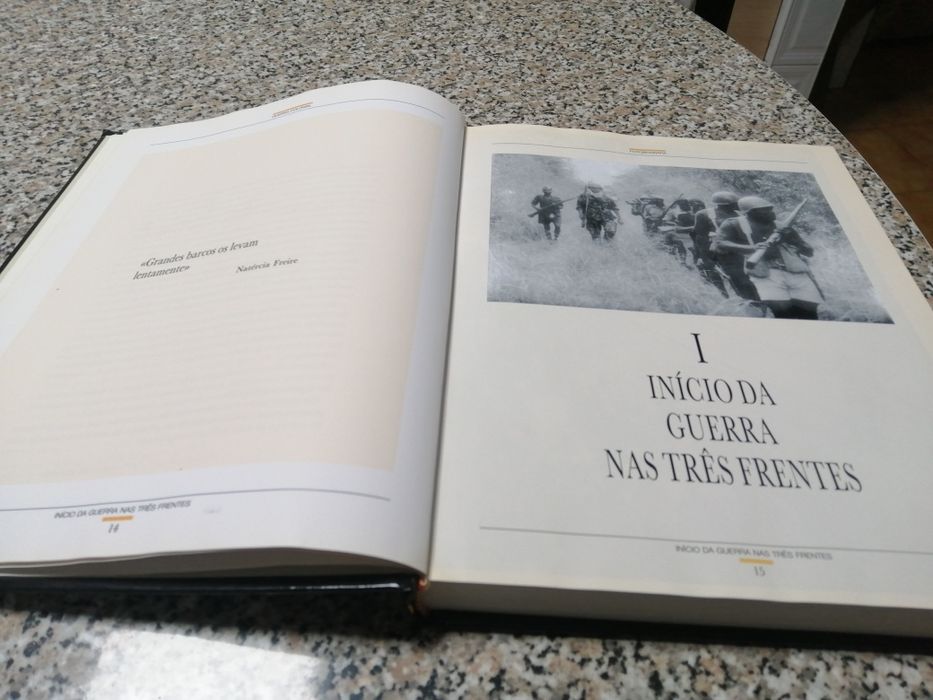 «Grandes barcos os levam
lentamente»
Natércia Freire
INÍCIO DA GUERRA NAS TRÊS FRENTES
14
I
INÍCIO DA
GUERRA
NAS TRÊS FRENTES
INÍCIO DA GUERRA NAS TRÊS FRENTES
15